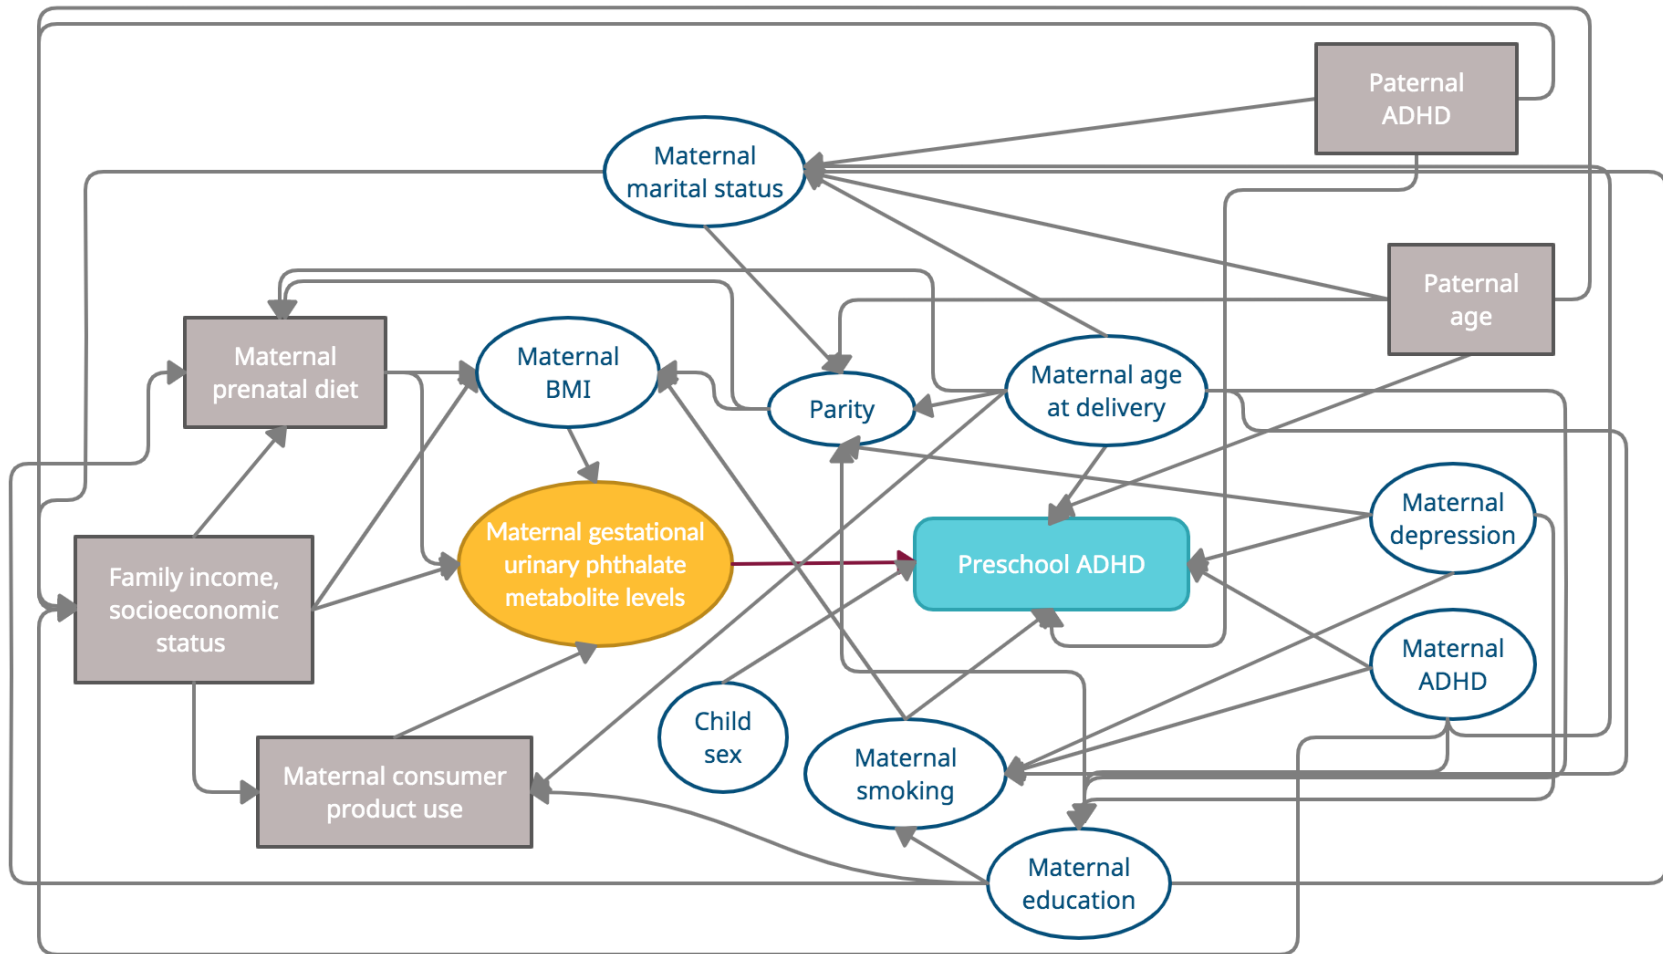 Paternal
ADHD
Maternal
marital status
Paternal
age
Maternal
prenatal diet
Maternal
BMI
Parity
Maternal age
at delivery
Maternal
depression
Maternal gestational
urinary phthalate
metabolite levels
Preschool ADHD
Family income,
socioeconomic
status
Maternal
ADHD
Child
sex
Maternal
smoking
Maternal consumer
product use
Maternal
education